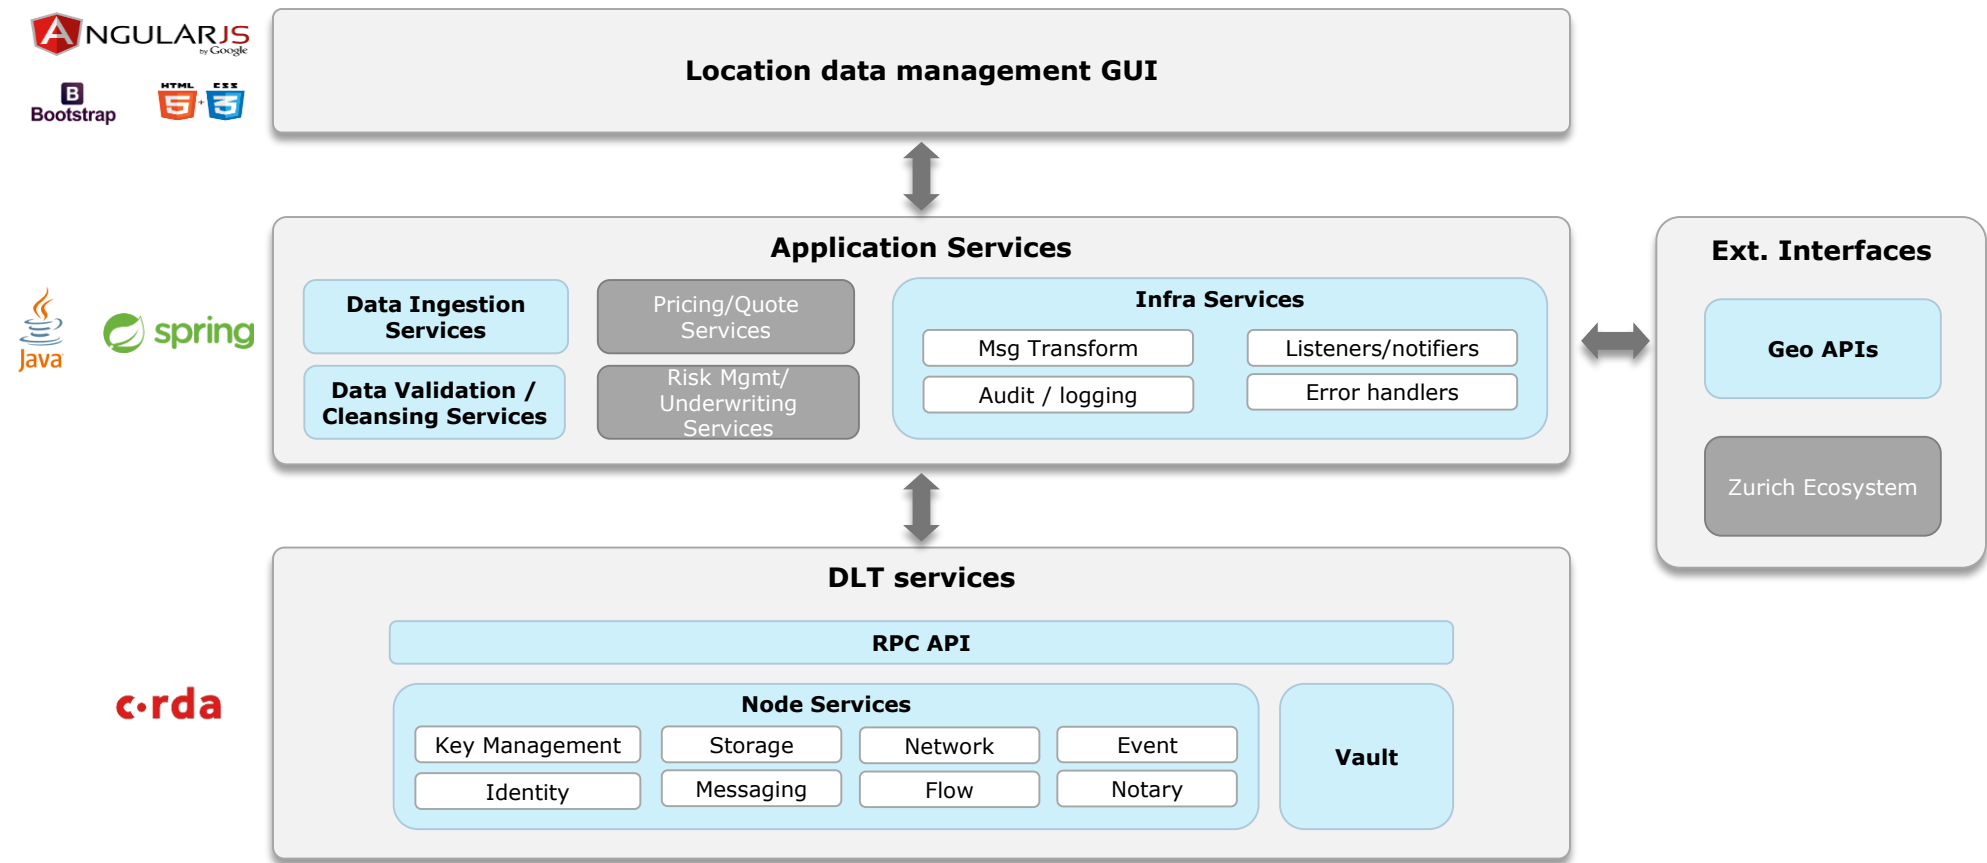 ANGULARJS
by Google
HTML CSS
B
5 + 3
Bootstrap
Location data management GUI
Application Services
Data Ingestion
Services
Pricing/Quote
Services
Data Validation /
Cleansing Services
Risk Mgmt/
Underwriting
Services
Infra Services
Msg Transform
Listeners/notifiers
Audit / logging
Error handlers
Java
spring
Ext. Interfaces
Geo APIs
Zurich Ecosystem
DLT services
RPC API
c·rda
Node Services
Key Management
Storage
Network
Event
Identity
Messaging
Flow
Notary
Vault